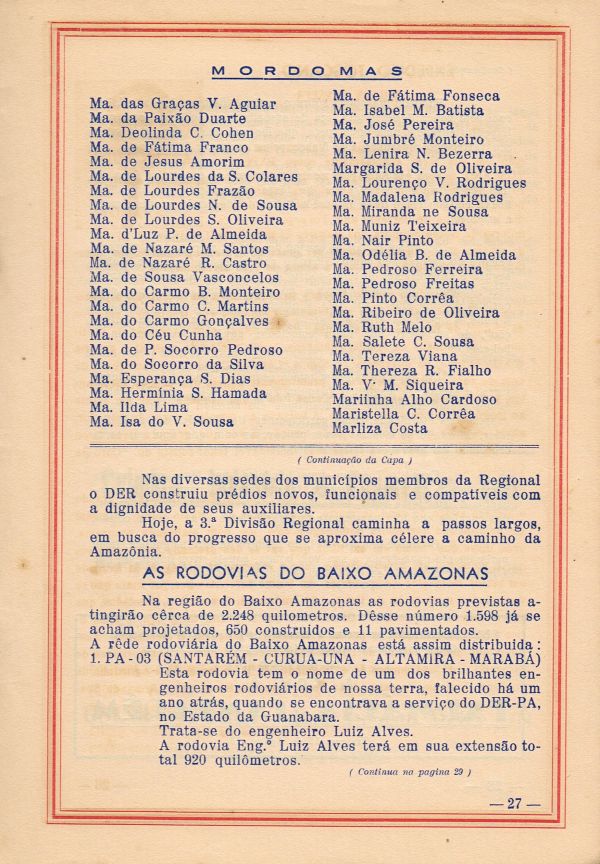 MORDOMAS
Ma. das Graças V. Aguiar
Ma. da Paixão Duarte
Ma. Deolinda C. Cohen
Ma. de Fátima Franco
Ma. de Jesus Amorim
Ma. de Lourdes da S. Colares
Ma. de Lourdes Frazão
Ma. de Lourdes N. de Sousa
Ma. de Lourdes S. Oliveira
Ma. d'Luz P. de Almeida
Ma. de Nazaré M. Santos
Ma. de Nazaré R. Castro
Ma. de Sousa Vasconcelos
Ma. do Carmo B. Monteiro
Ma. do Carmo C. Martins
Ma. do Carmo Gonçalves
Ma. do Céu Cunha
Ma. de P. Socorro Pedroso
Ma. do Socorro da Silva
Ma. Esperança S. Dias
Ma. Hermínia S. Hamada
Ma. Ilda Lima
Ma. Isa do V. Sousa
Ma. de Fátima Fonseca
Ma. Isabel M. Batista
Ma. José Pereira
Ma. Jumbré Monteiro
Ma. Lenira N. Bezerra
Margarida S. de Oliveira
Ma. Lourenço V. Rodrigues
Ma. Madalena Rodrigues
Ma. Miranda ne Sousa
Ma. Muniz Teixeira
Ma. Nair Pinto
Ma. Odélia B. de Almeida
Ma. Pedroso Ferreira
Ma. Pedroso Freitas
Ma. Pinto Corrêa
Ma. Ribeiro de Oliveira
Ma. Ruth Melo
Ma. Salete C. Sousa
Ma. Tereza Viana
Ma. Thereza R. Fialho
Ma. V. M. Siqueira
Mariinha Alho Cardoso
Maristella C. Corrêa
Marliza Costa
( Continuação da Capa )
Nas diversas sedes dos municípios membros da Regional
o DER construiu prédios novos, funcionais e compatíveis com
a dignidade de seus auxiliares.
Hoje, a 3.ª Divisão Regional caminha a passos largos,
em busca do progresso que se aproxima célere a caminho da
Amazônia.
AS RODOVIAS DO BAIXO AMAZONAS
Na região do Baixo Amazonas as rodovias previstas a-
tingirão cêrca de 2.248 quilometros. Dêsse número 1.598 já se
acham projetados, 650 construidos e 11 pavimentados.
A rêde rodoviária do Baixo Amazonas está assim distribuida :
1. PA - 03 (SANTARÉM - CURUA-UNA - ALTAMIRA - MARABÁ)
Esta rodovia tem o nome de um dos brilhantes en-
genheiros rodoviários de nossa terra, falecido há um
ano atrás, quando se encontrava a serviço do DER-PA,
no Estado da Guanabara.
Trata-se do engenheiro Luiz Alves.
A rodovia Eng.º Luiz Alves terá em sua extensão to-
tal 920 quilômetros.
( Continua na pagina 29 )
— 27 —